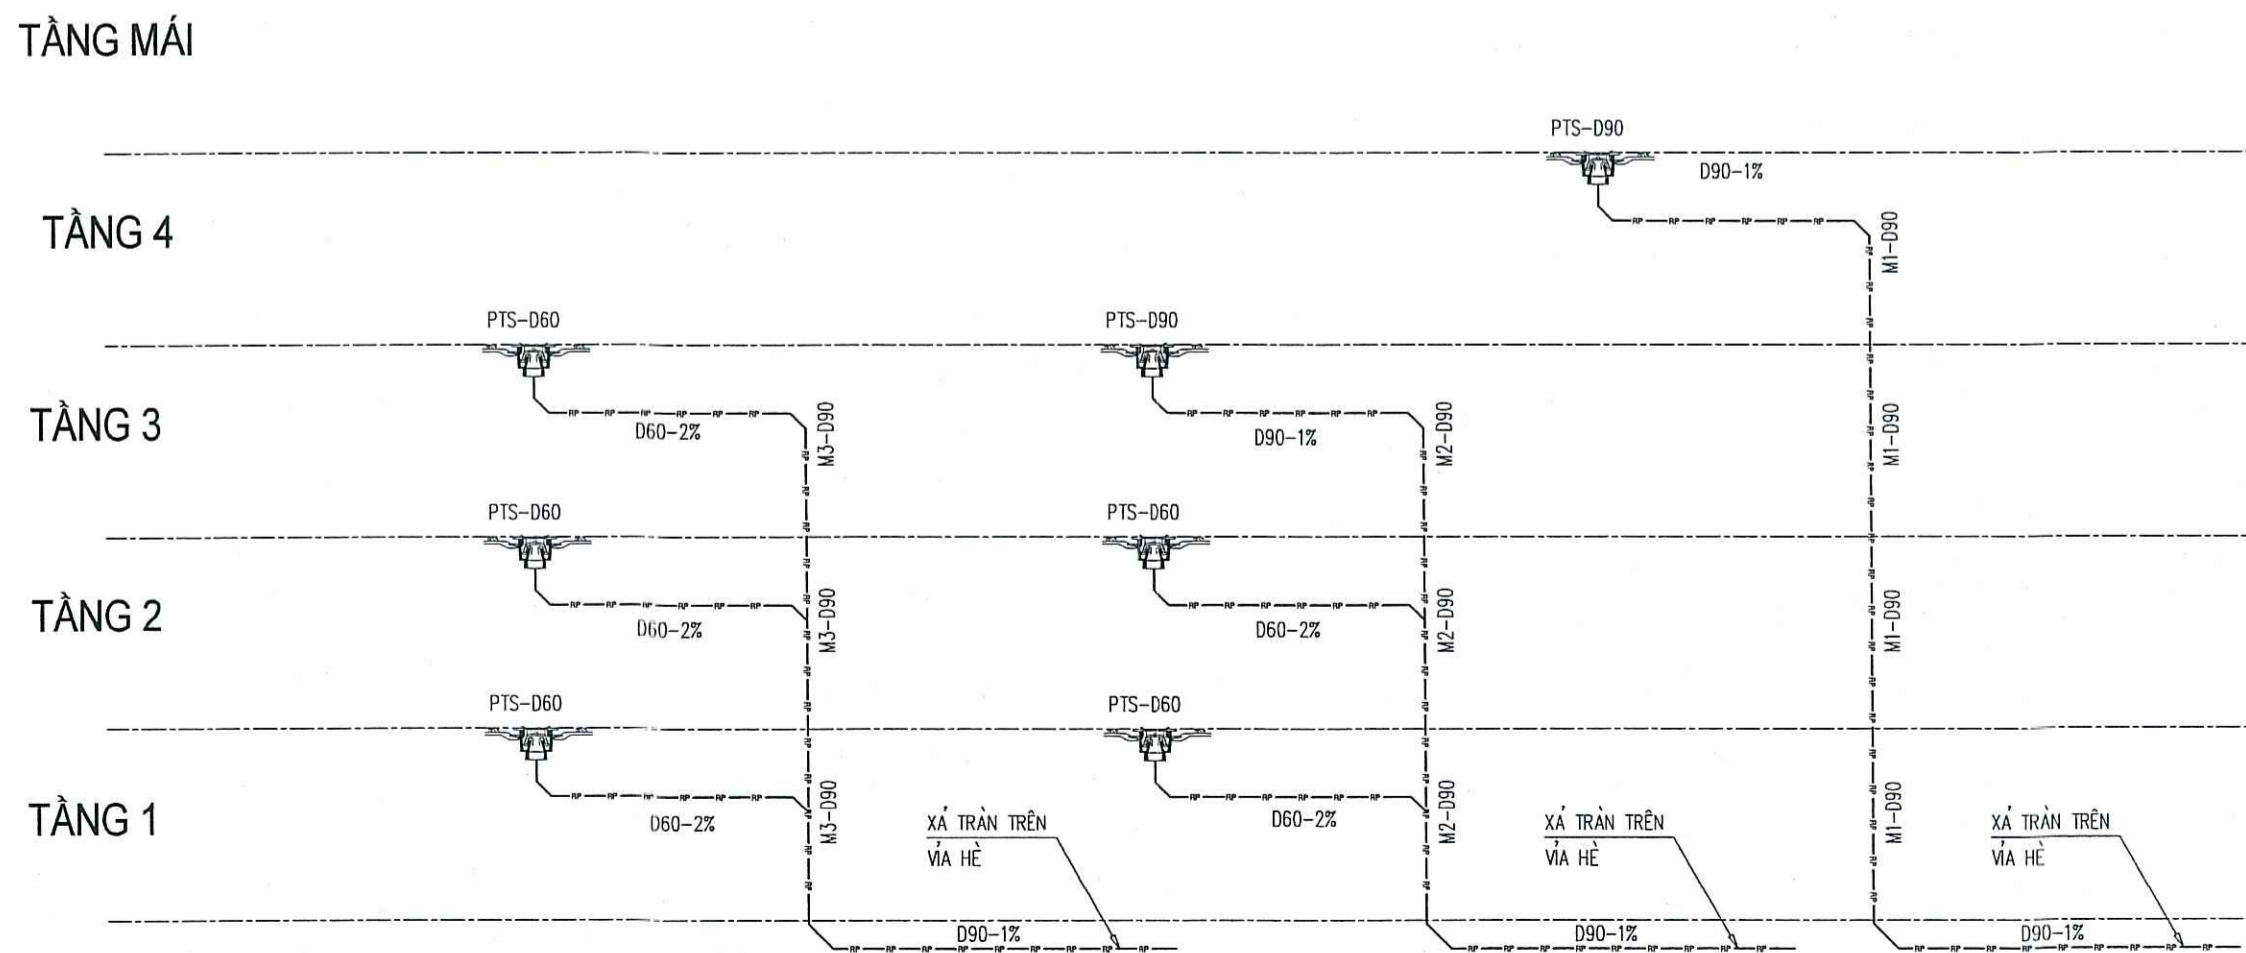 TẦNG MÁI
PTS-D90
D90-1%
TẦNG 4
M1-D90
PTS-D60
PTS-D90
TẦNG 3
D60-2%
M3-D90
D90-1%
M2-D90
M1-D90
PTS-D60
PTS-D60
TẦNG 2
D60-2%
M3-D90
D60-2%
M2-D90
M1-D90
PTS-D60
PTS-D60
TẦNG 1
D60-2%
M3-D90
XẢ TRÀN TRÊN
VỈA HÈ
D60-2%
M2-D90
XẢ TRÀN TRÊN
VỈA HÈ
M1-D90
XẢ TRÀN TRÊN
VỈA HÈ
D90-1%
D90-1%
D90-1%